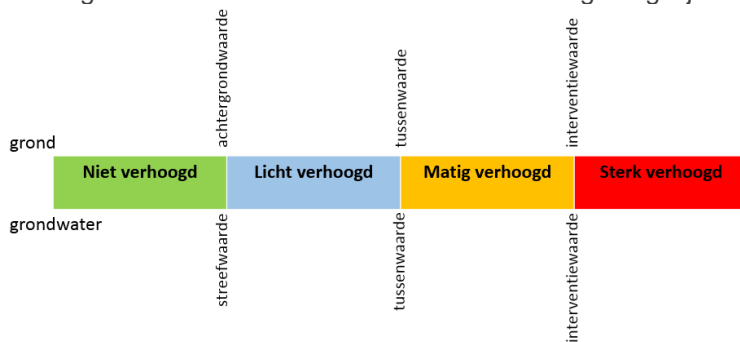 achtergrondwaarde
tussenwaarde
interventiewaarde
grond
Niet verhoogd
Licht verhoogd
Matig verhoogd
Sterk verhoogd
grondwater
streefwaarde
tussenwaarde
interventiewaarde